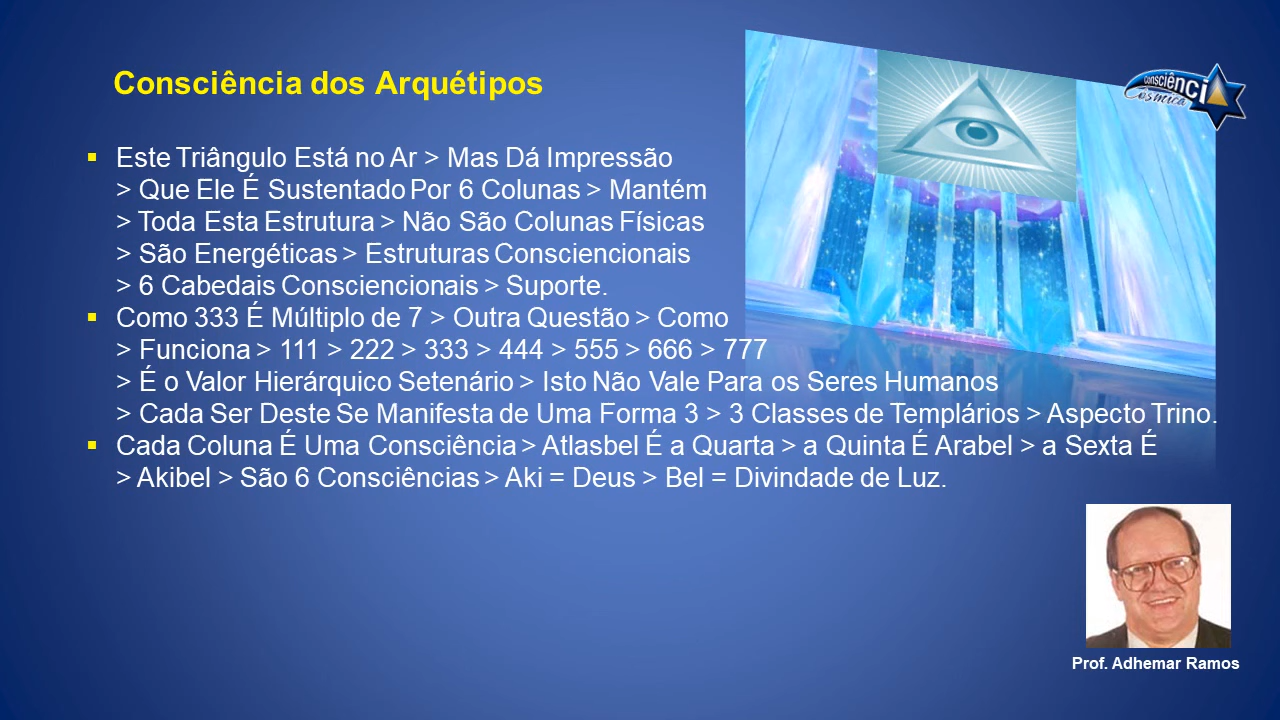 Consciência dos Arquétipos
consciênci
Cósmica
Este Triângulo Está no Ar > Mas Dá Impressão
> Que Ele É Sustentado Por 6 Colunas > Mantém
> Toda Esta Estrutura > Não São Colunas Físicas
> São Energéticas > Estruturas Consciencionais
> 6 Cabedais Consciencionais > Suporte.
Como 333 É Múltiplo de 7 > Outra Questão > Como
> Funciona > 111 > 222 > 333 > 444 > 555 > 666 > 777
> É o Valor Hierárquico Setenário > Isto Não Vale Para os Seres Humanos
> Cada Ser Deste Se Manifesta de Uma Forma 3 > 3 Classes de Templários > Aspecto Trino.
Cada Coluna É Uma Consciência > Atlasbel É a Quarta > a Quinta É Arabel > a Sexta É
> Akibel > São 6 Consciências > Aki = Deus > Bel = Divindade de Luz.
Prof. Adhemar Ramos